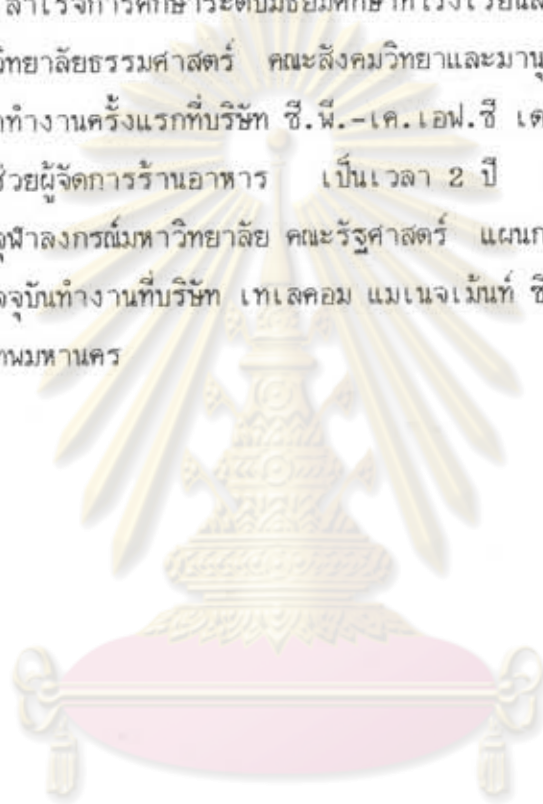 สำเร็จการศึกษาระดับมัธยมศึกษาที่โรงเรียน
วิทยาลัยธรรมศาสตร์ คณะสังคมวิทยาและมานุ
ทำงานครั้งแรกที่บริษัท ซี.พี.-เค.เอฟ.ซี เด
ช่วยผู้จัดการร้านอาหาร เป็นเวลา 2 ปี
จุฬาลงกรณ์มหาวิทยาลัย คณะรัฐศาสตร์ แผนก
จจุบันทำงานที่บริษัท เทเลคอม แมเนจเม้นท์ ซิ
ทพมหานคร